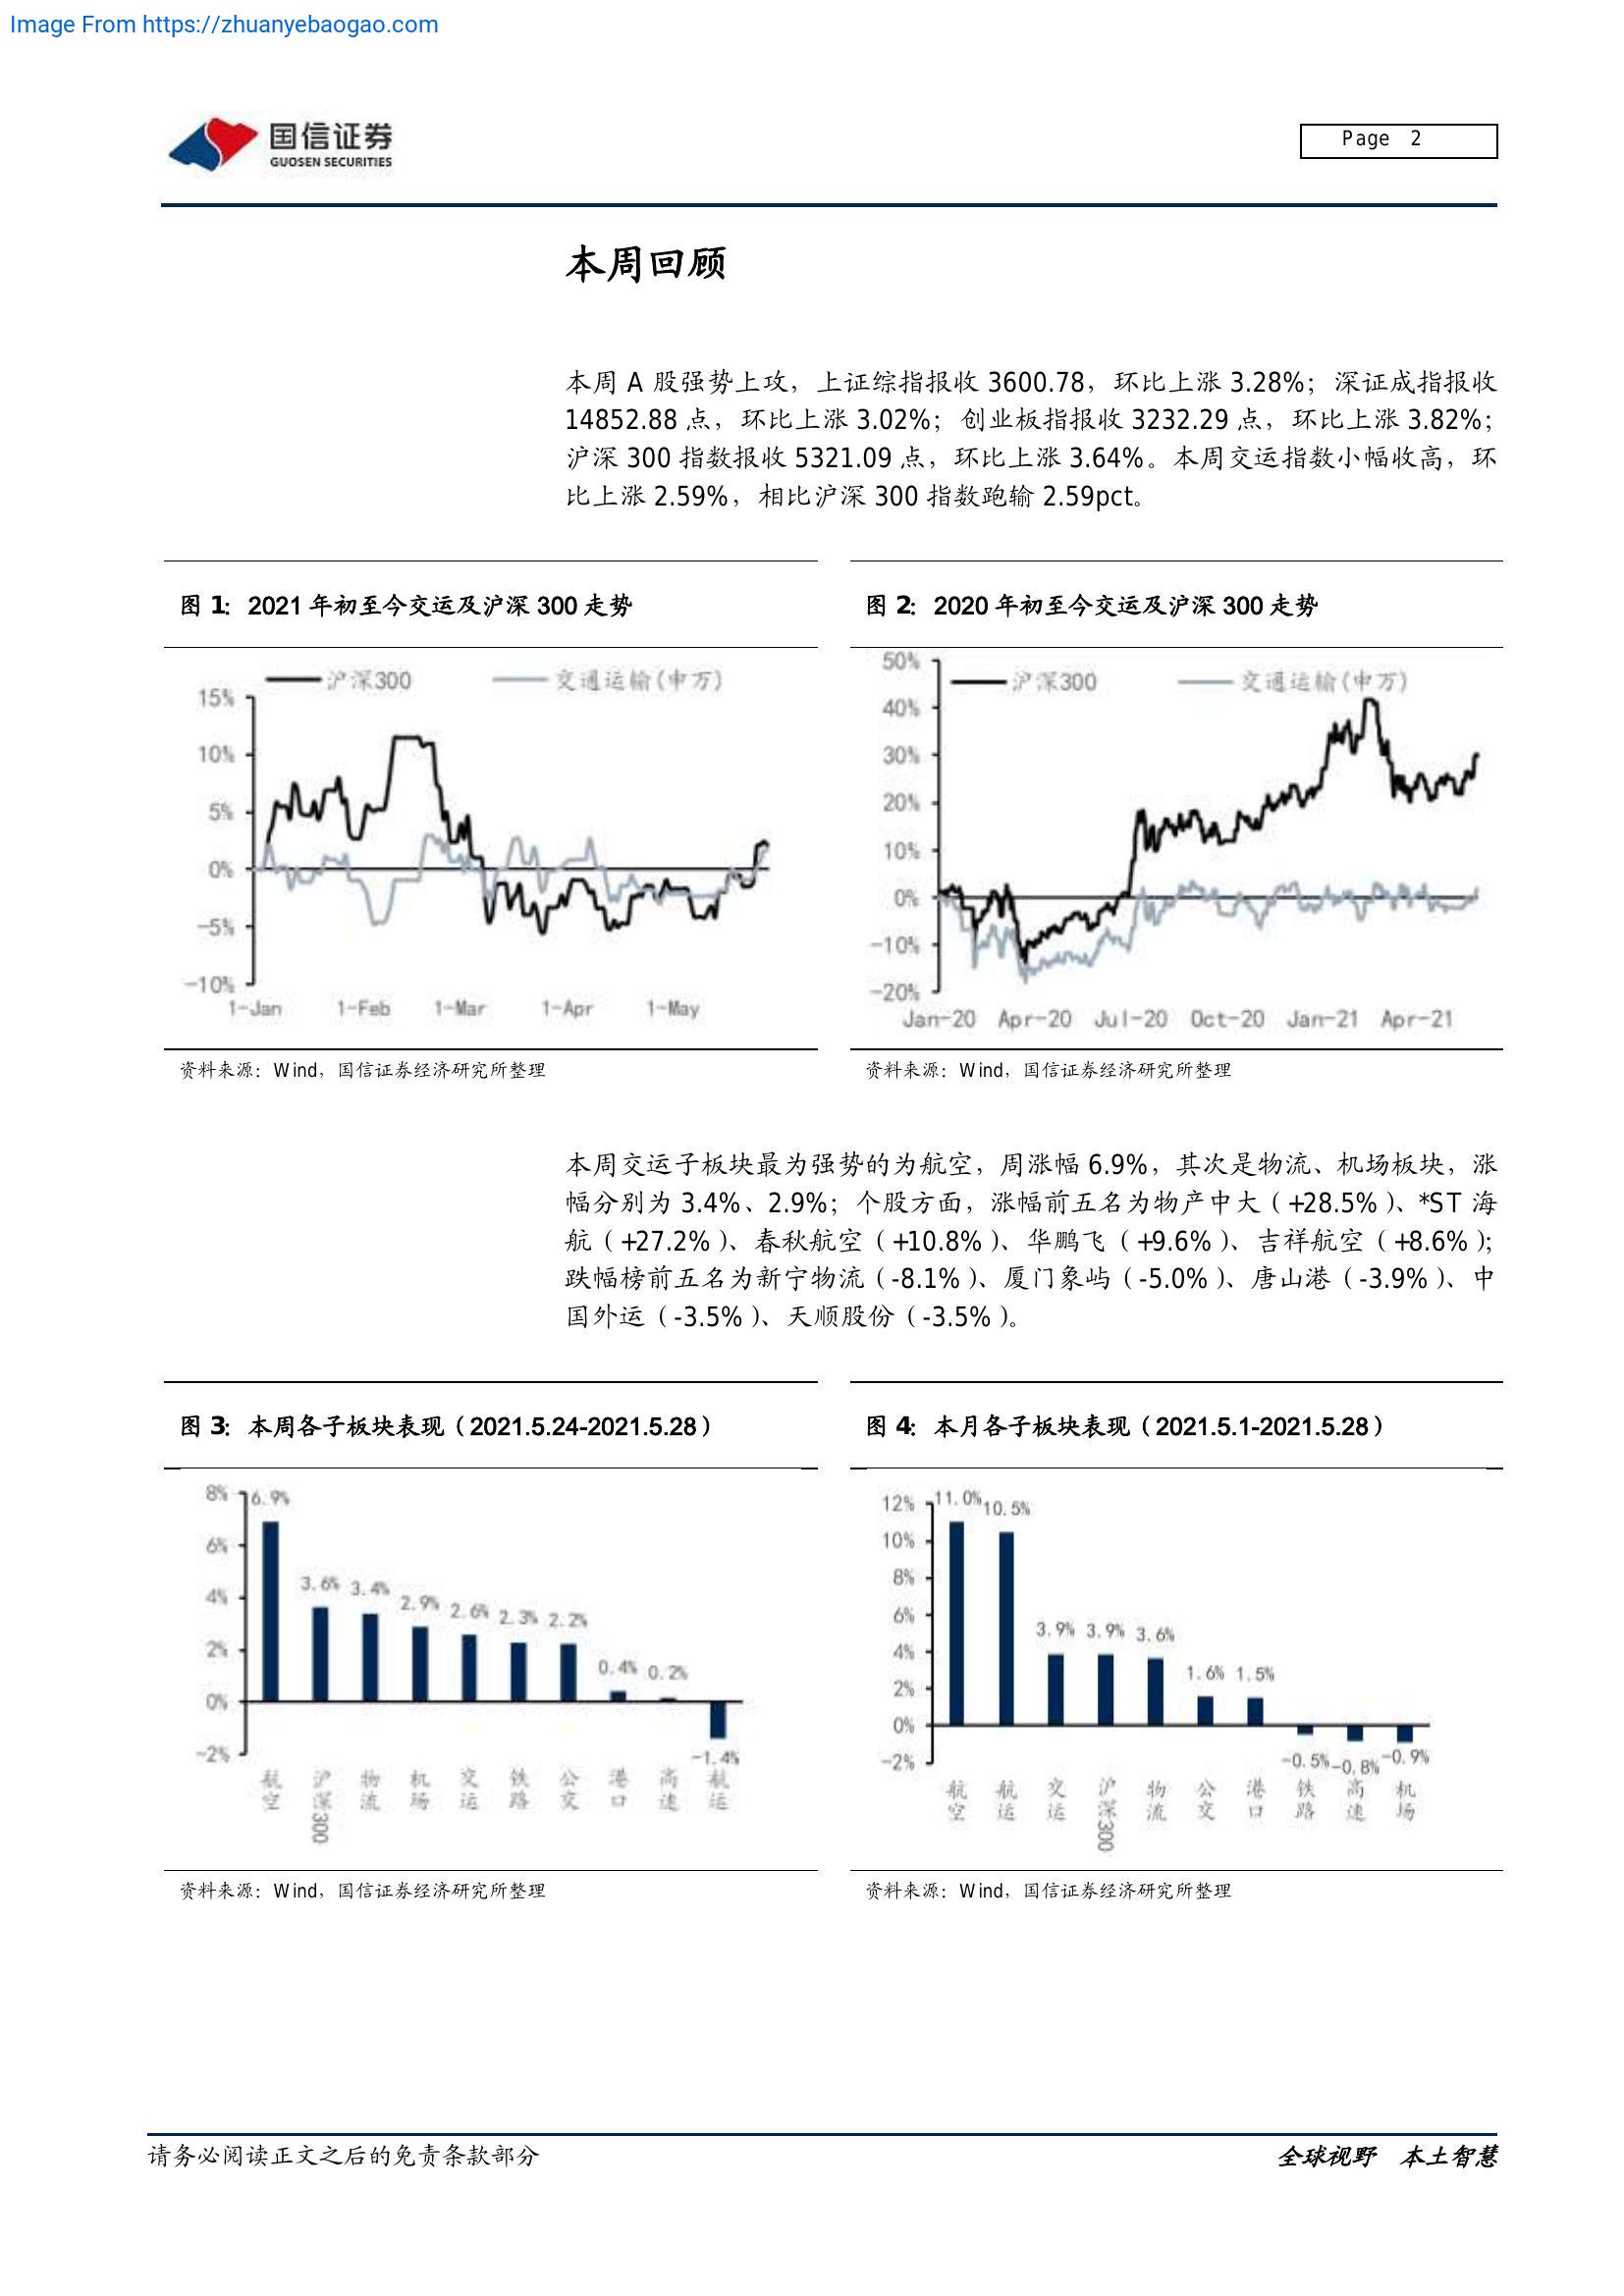 Image From https://zhuanyebaogao.com
国信证券
GUOSEN SECURITIES
Page 2
本周回顾
本周 A 股强势上攻，上证综指报收 3600.78，环比上涨 3.28%；深证成指报收
14852.88 点，环比上涨 3.02%；创业板指报收 3232.29 点，环比上涨 3.82%；
沪深 300 指数报收 5321.09 点，环比上涨 3.64%。本周交运指数小幅收高，环
比上涨 2.59%，相比沪深 300 指数跑输 2.59pct。
图 1：2021 年初至今交运及沪深 300 走势
沪深300 交通运输(申万)
15%
10%
5%
0%
-5%
-10%
1-Jan 1-Feb 1-Mar 1-Apr 1-May
资料来源：Wind，国信证券经济研究所整理
图 2：2020 年初至今交运及沪深 300 走势
沪深300 交通运输(申万)
50%
40%
30%
20%
10%
0%
-10%
-20%
Jan-20 Apr-20 Jul-20 Oct-20 Jan-21 Apr-21
资料来源：Wind，国信证券经济研究所整理
本周交运子板块最为强势的为航空，周涨幅 6.9%，其次是物流、机场板块，涨
幅分别为 3.4%、2.9%；个股方面，涨幅前五名为物产中大（+28.5%）、*ST 海
航（+27.2%）、春秋航空（+10.8%）、华鹏飞（+9.6%）、吉祥航空（+8.6%）；
跌幅榜前五名为新宁物流（-8.1%）、厦门象屿（-5.0%）、唐山港（-3.9%）、中
国外运（-3.5%）、天顺股份（-3.5%）。
图 3：本周各子板块表现（2021.5.24-2021.5.28）
8%
6%
4%
2%
0%
-2%
6.9% 3.6% 3.4% 2.9% 2.6% 2.3% 2.2% 0.4% 0.2% -1.4%
航空 沪深300 物流 机场 交运 铁路 公交 港口 高速 航运
资料来源：Wind，国信证券经济研究所整理
图 4：本月各子板块表现（2021.5.1-2021.5.28）
12%
10%
8%
6%
4%
2%
0%
-2%
11.0% 10.5% 3.9% 3.9% 3.6% 1.6% 1.5% -0.5% -0.8% -0.9%
航空 航运 交运 沪深300 物流 公交 港口 铁路 高速 机场
资料来源：Wind，国信证券经济研究所整理
请务必阅读正文之后的免责条款部分
全球视野 本土智慧